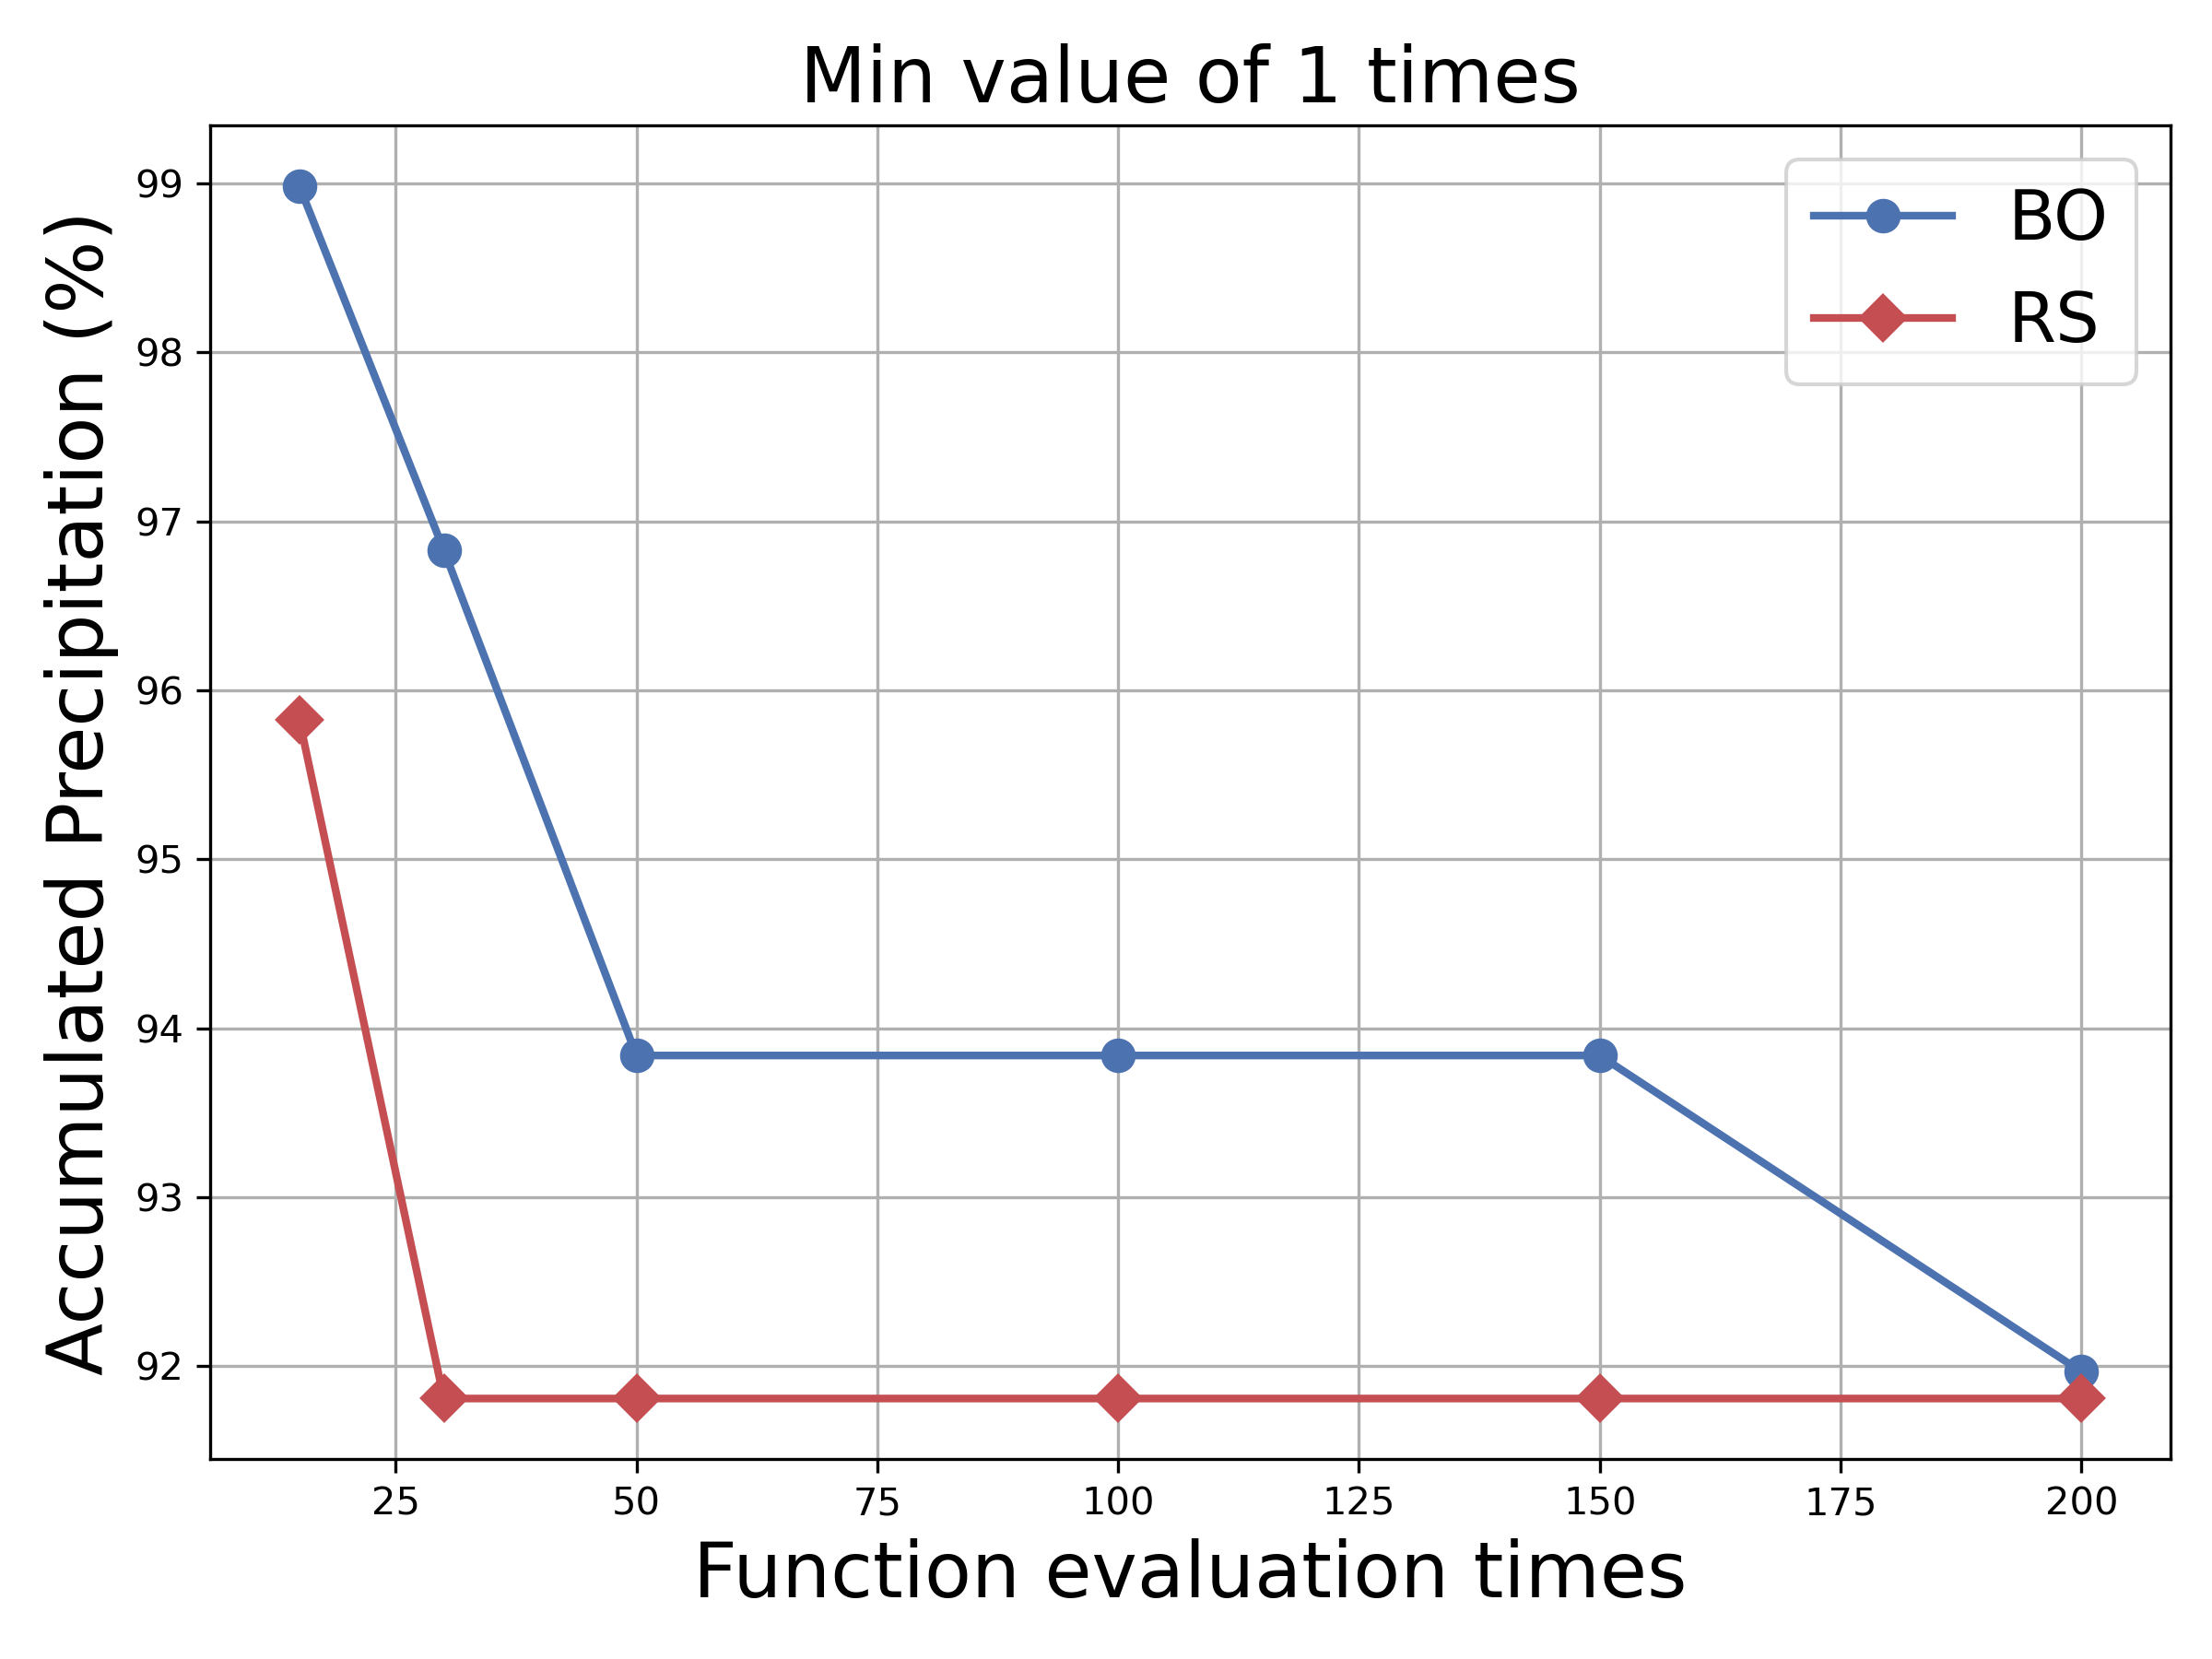 Min value of 1 times
BO
RS
Accumulated Precipitation (%)
99
98
97
96
95
94
93
92
25 50 75 100 125 150 175 200
Function evaluation times